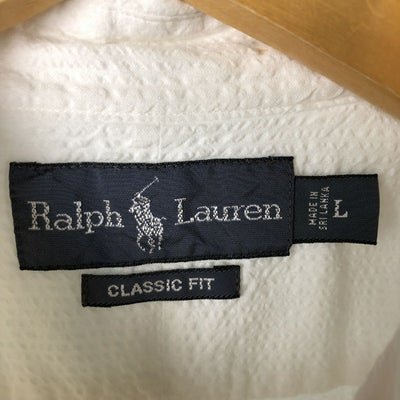 Ralph Lauren
MADE IN
SRI LANKA
L
CLASSIC FIT